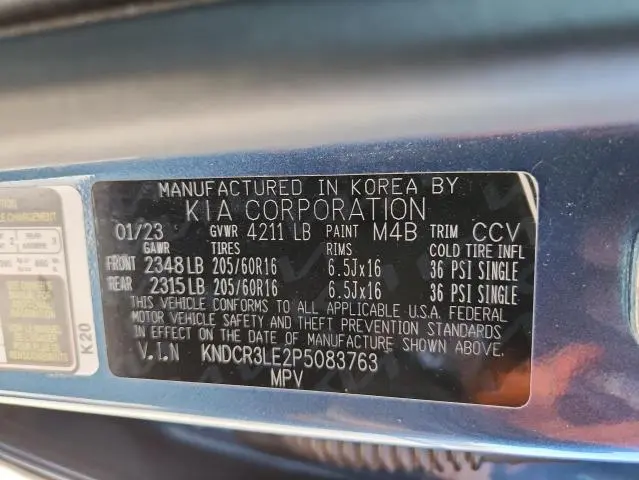 MANUFACTURED IN KOREA BY
KIA CORPORATION
01/23 GVWR 4211 LB PAINT M4B TRIM CCV
GAWR TIRES RIMS COLD TIRE INFL
FRONT 2348 LB 205/60R16 6.5Jx16 36 PSI SINGLE
REAR 2315 LB 205/60R16 6.5Jx16 36 PSI SINGLE
THIS VEHICLE CONFORMS TO ALL APPLICABLE U.S.A. FEDERAL
MOTOR VEHICLE SAFETY AND THEFT PREVENTION STANDARDS
IN EFFECT ON THE DATE OF MANUFACTURE SHOWN ABOVE.
V.I.N KNDCR3LE2P5083763
MPV
K20